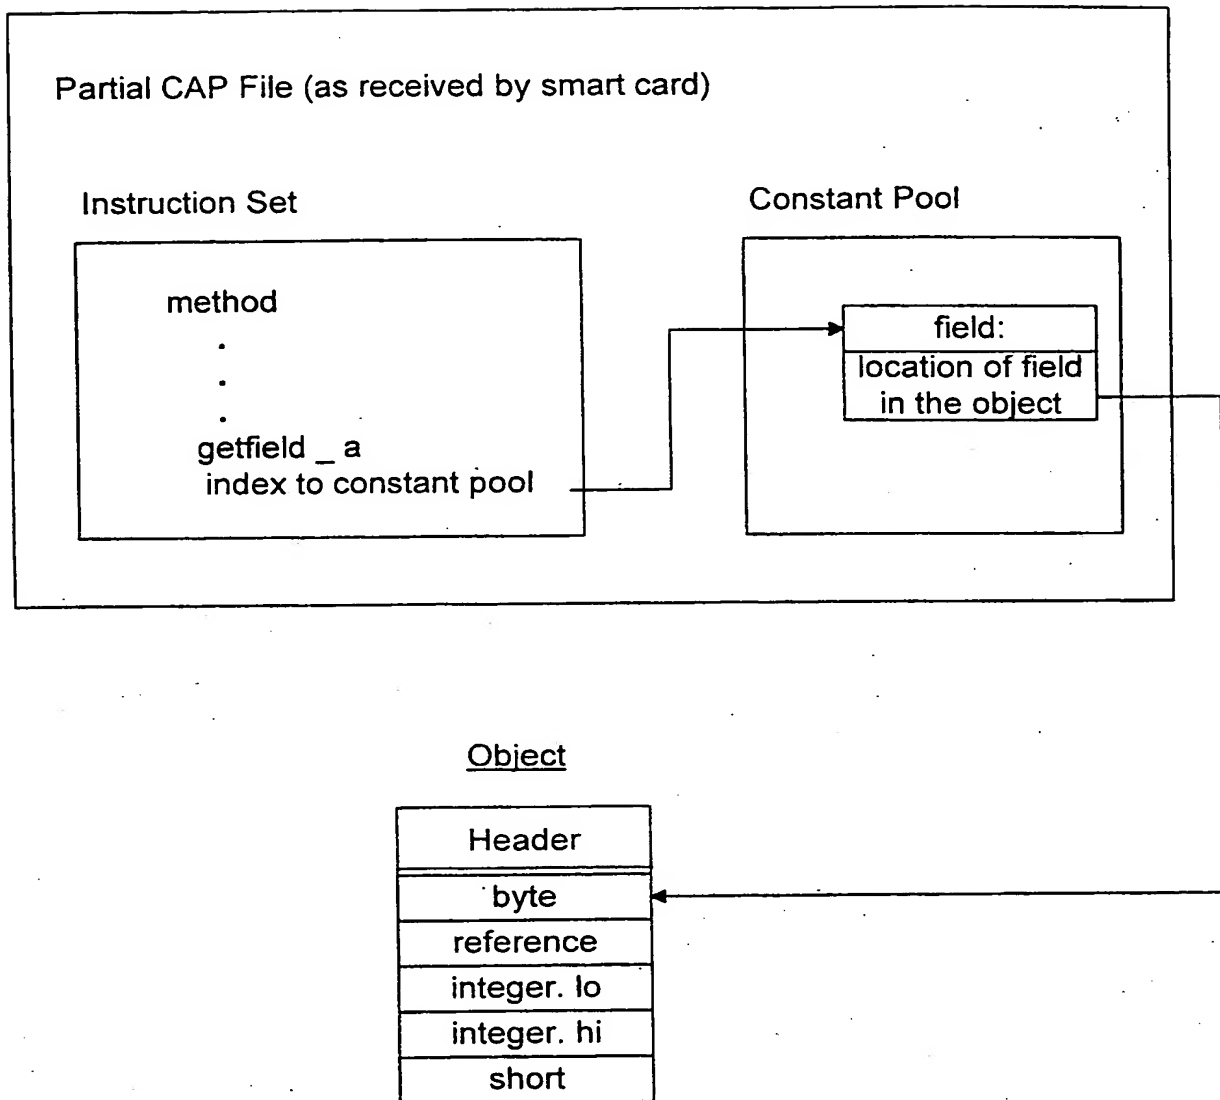 Partial CAP File (as received by smart card)
Instruction Set
method
.
.
.
getfield _ a
index to constant pool
Constant Pool
field:
location of field
in the object
Object
Header
byte
reference
integer. lo
integer. hi
short